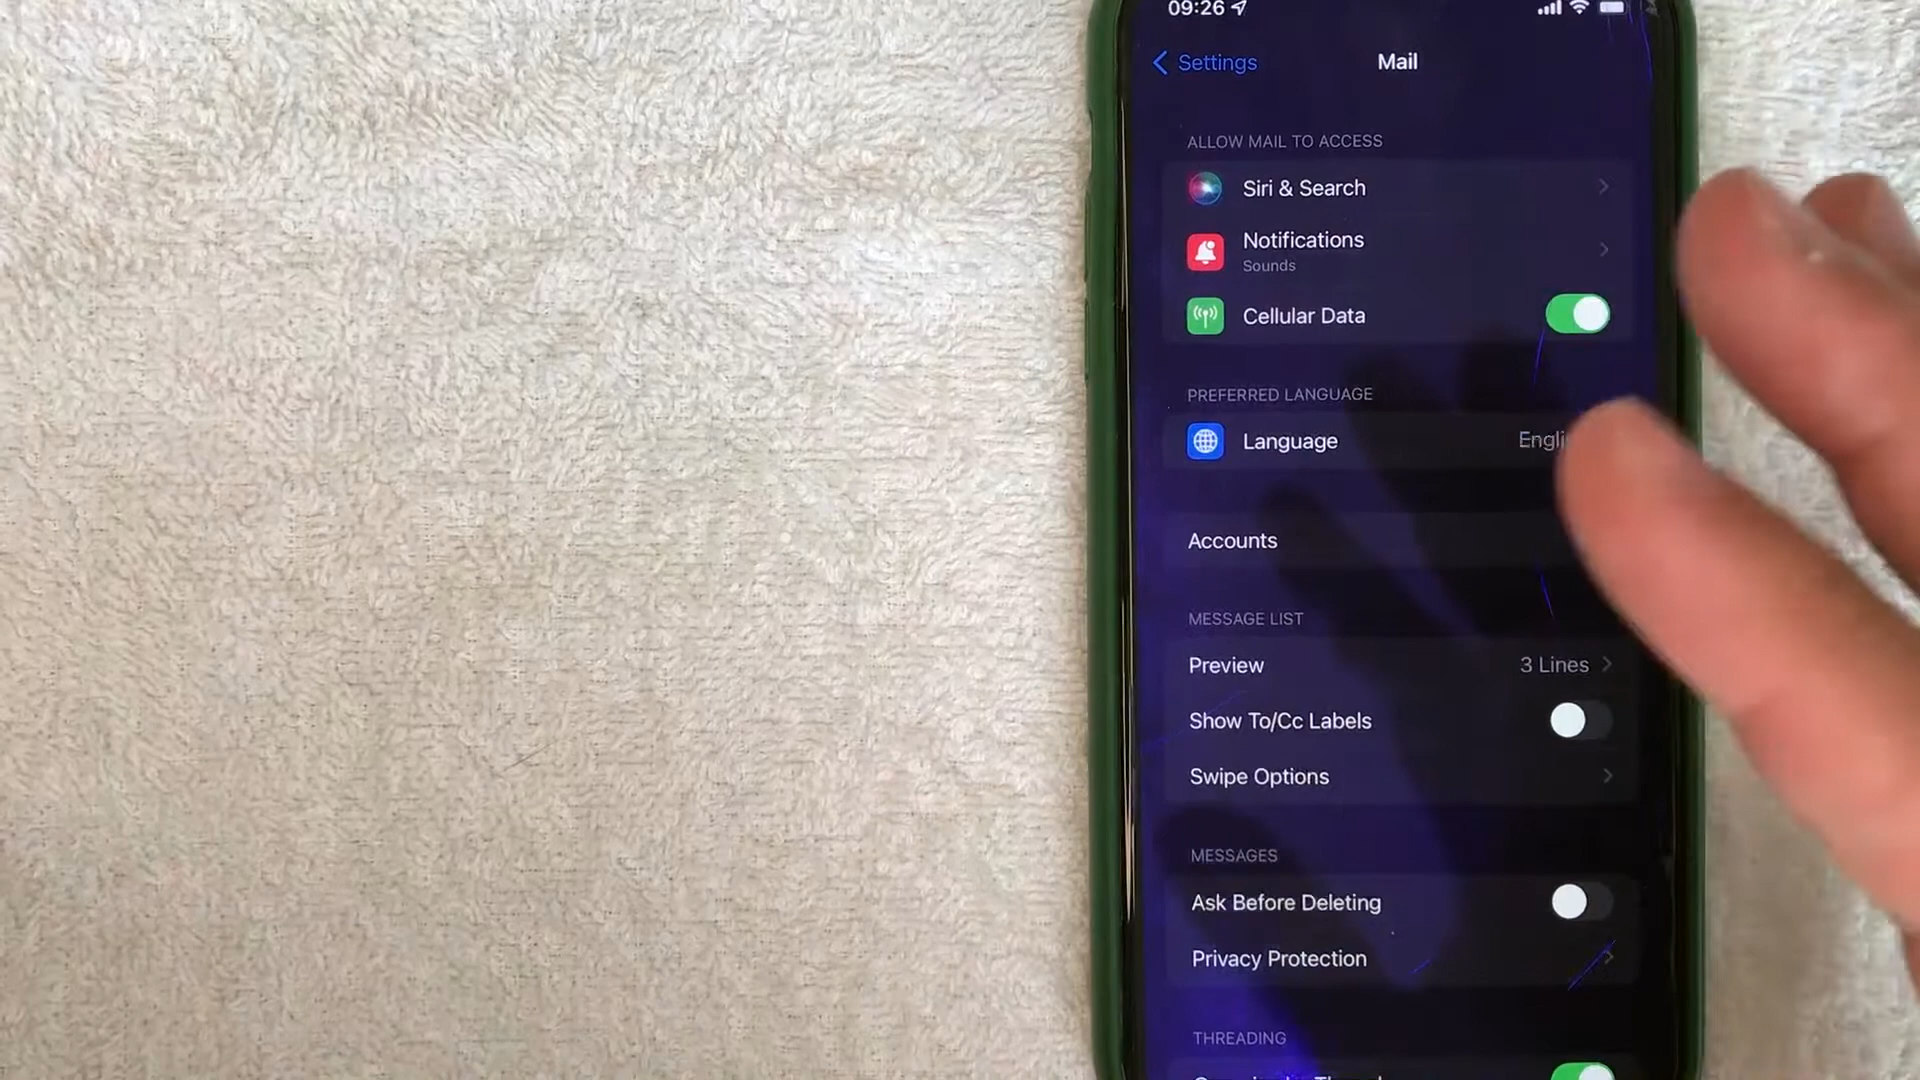 09:26
Settings
Mail
ALLOW MAIL TO ACCESS
Siri & Search
Notifications
Sounds
Cellular Data
PREFERRED LANGUAGE
Language
Accounts
MESSAGE LIST
Preview 3 Lines
Show To/Cc Labels
Swipe Options
MESSAGES
Ask Before Deleting
Privacy Protection
THREADING